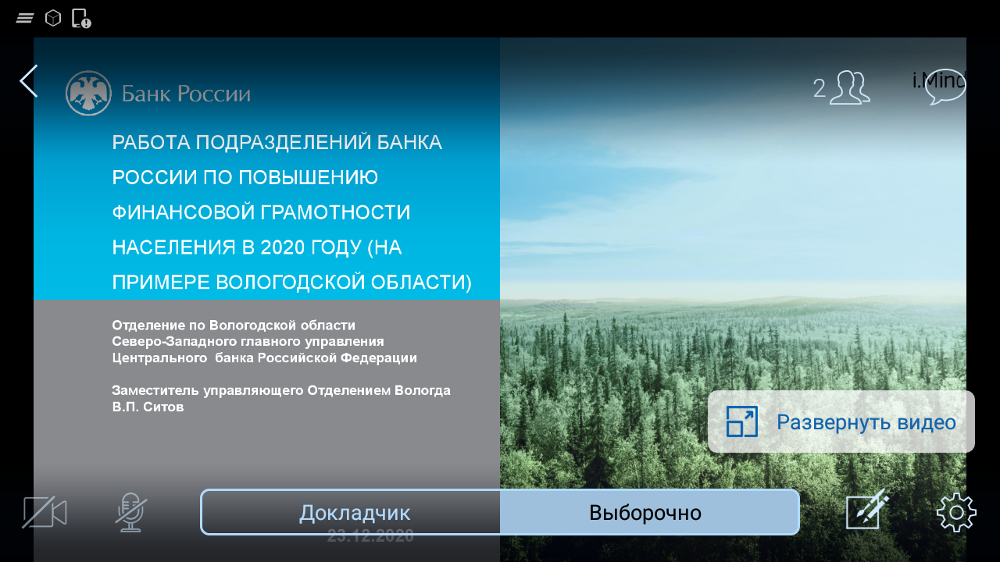 Банк России
2
i.Mind
РАБОТА ПОДРАЗДЕЛЕНИЙ БАНКА
РОССИИ ПО ПОВЫШЕНИЮ
ФИНАНСОВОЙ ГРАМОТНОСТИ
НАСЕЛЕНИЯ В 2020 ГОДУ (НА
ПРИМЕРЕ ВОЛОГОДСКОЙ ОБЛАСТИ)
Отделение по Вологодской области
Северо-Западного главного управления
Центрального банка Российской Федерации
Заместитель управляющего Отделением Вологда
В.П. Ситов
Развернуть видео
Докладчик
Выборочно
23.12.2020